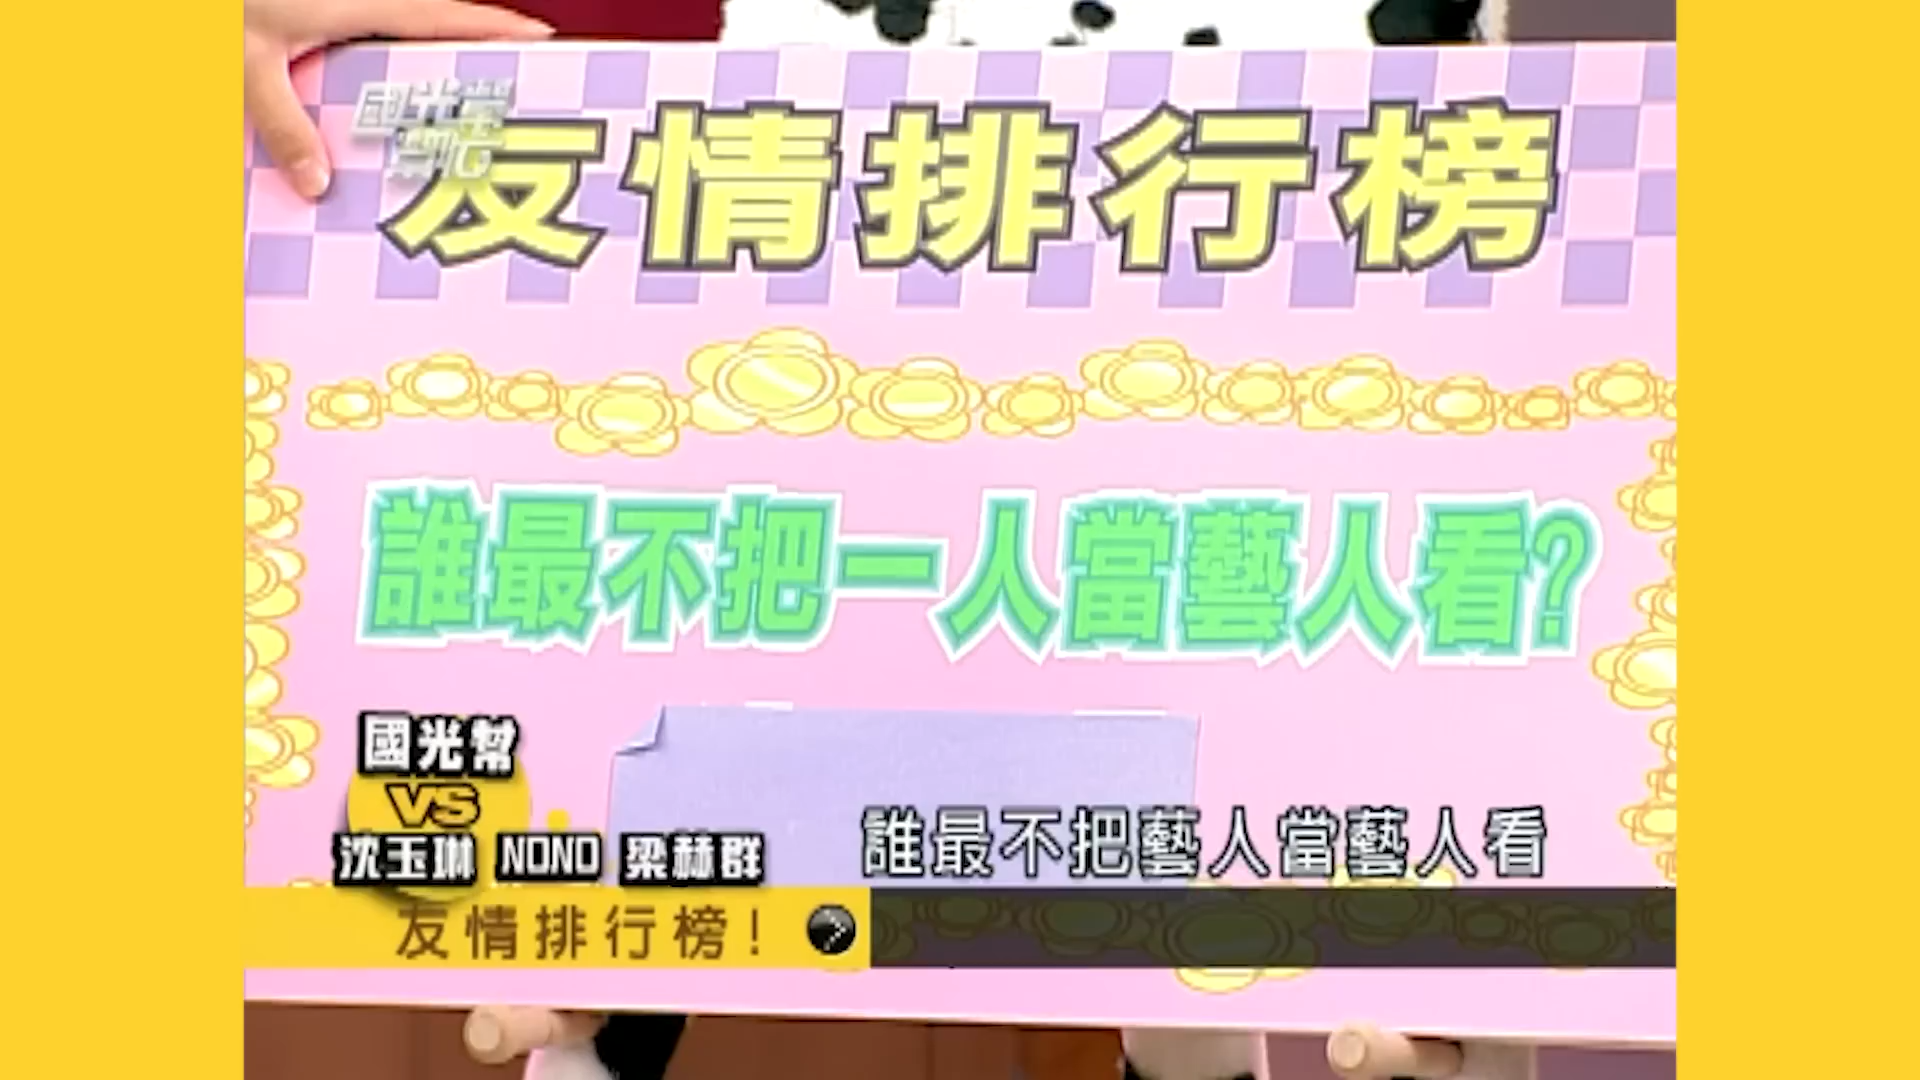 國光幫幫忙
友情排行榜
誰最不把一人當藝人看?
國光幫
VS
沈玉琳 NONO 梁赫群
誰最不把藝人當藝人看
友情排行榜!